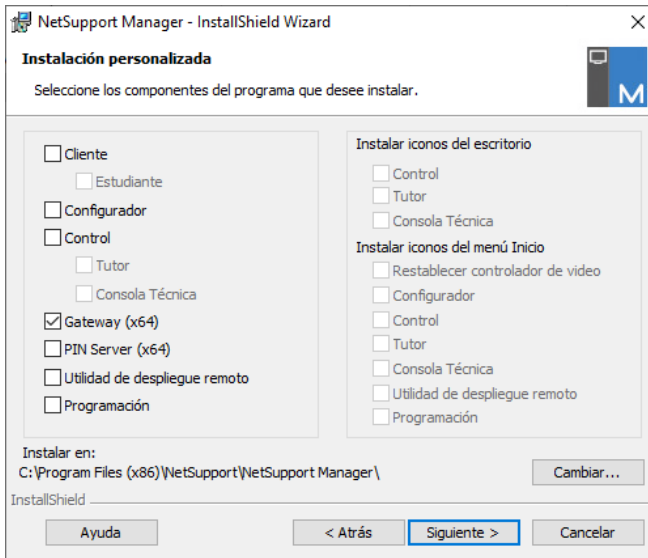 NetSupport Manager - InstallShield Wizard
Instalación personalizada
Seleccione los componentes del programa que desee instalar.
M
Cliente
Estudiante
Configurador
Control
Tutor
Consola Técnica
Gateway (x64)
PIN Server (x64)
Utilidad de despliegue remoto
Programación
Instalar iconos del escritorio
Control
Tutor
Consola Técnica
Instalar iconos del menú Inicio
Restablecer controlador de video
Configurador
Control
Tutor
Consola Técnica
Utilidad de despliegue remoto
Programación
Instalar en:
C:\Program Files (x86)\NetSupport\NetSupport Manager\
Cambiar...
InstallShield
Ayuda
< Atrás
Siguiente >
Cancelar